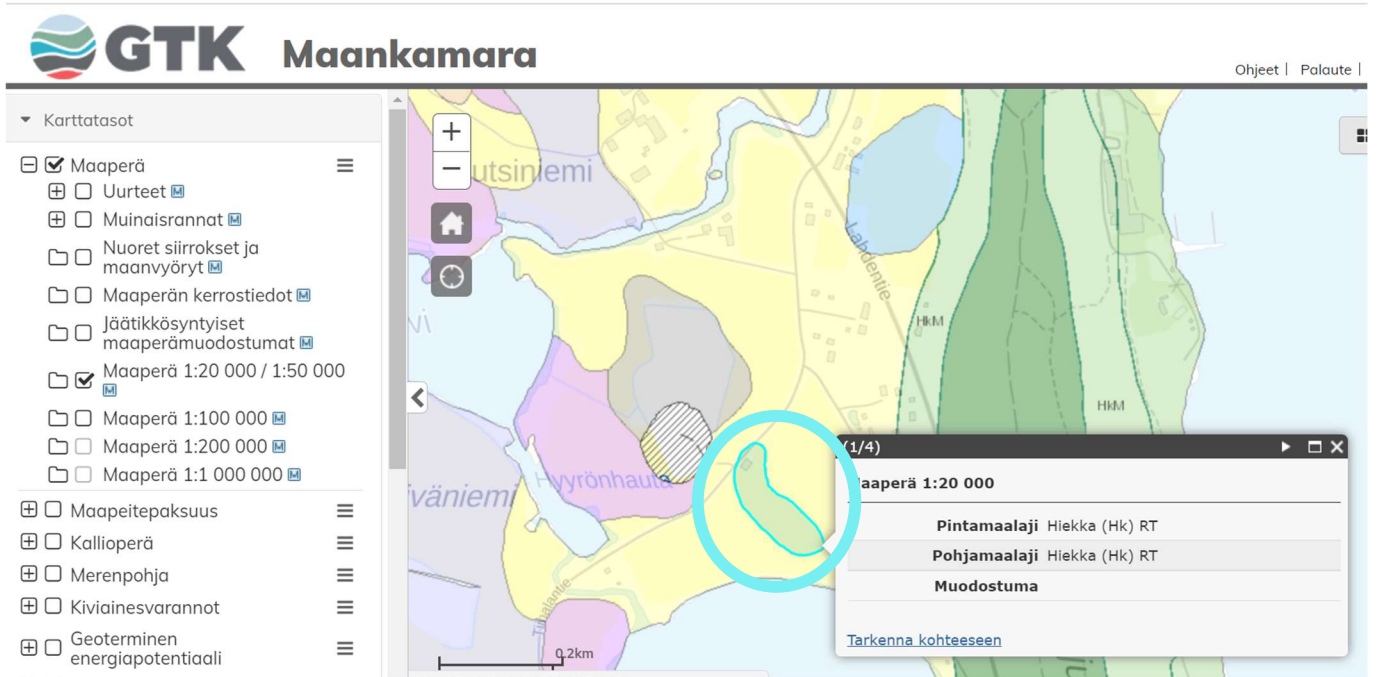 GTK Maankamara
Ohjeet | Palaute |
Karttatasot
Maaperä
Uurteet M
Muinaisrannat M
Nuoret siirrokset ja
maanvyöryt M
Maaperän kerrostiedot M
Jäätikkösyntyiset
maaperämuodostumat M
Maaperä 1:20 000 / 1:50 000
M
Maaperä 1:100 000 M
Maaperä 1:200 000 M
Maaperä 1:1 000 000 M
Maapeitepaksuus
Kallioperä
Merenpohja
Kiviainesvarannot
Geoterminen
energiapotentiaali
+
−
utsiniemi
Lahdentie
HkM
HkM
Hyyrönhauta
väniemi
0.2km
(1/4)
Maaperä 1:20 000
Pintamaalaji Hiekka (Hk) RT
Pohjamaalaji Hiekka (Hk) RT
Muodostuma
Tarkenna kohteeseen